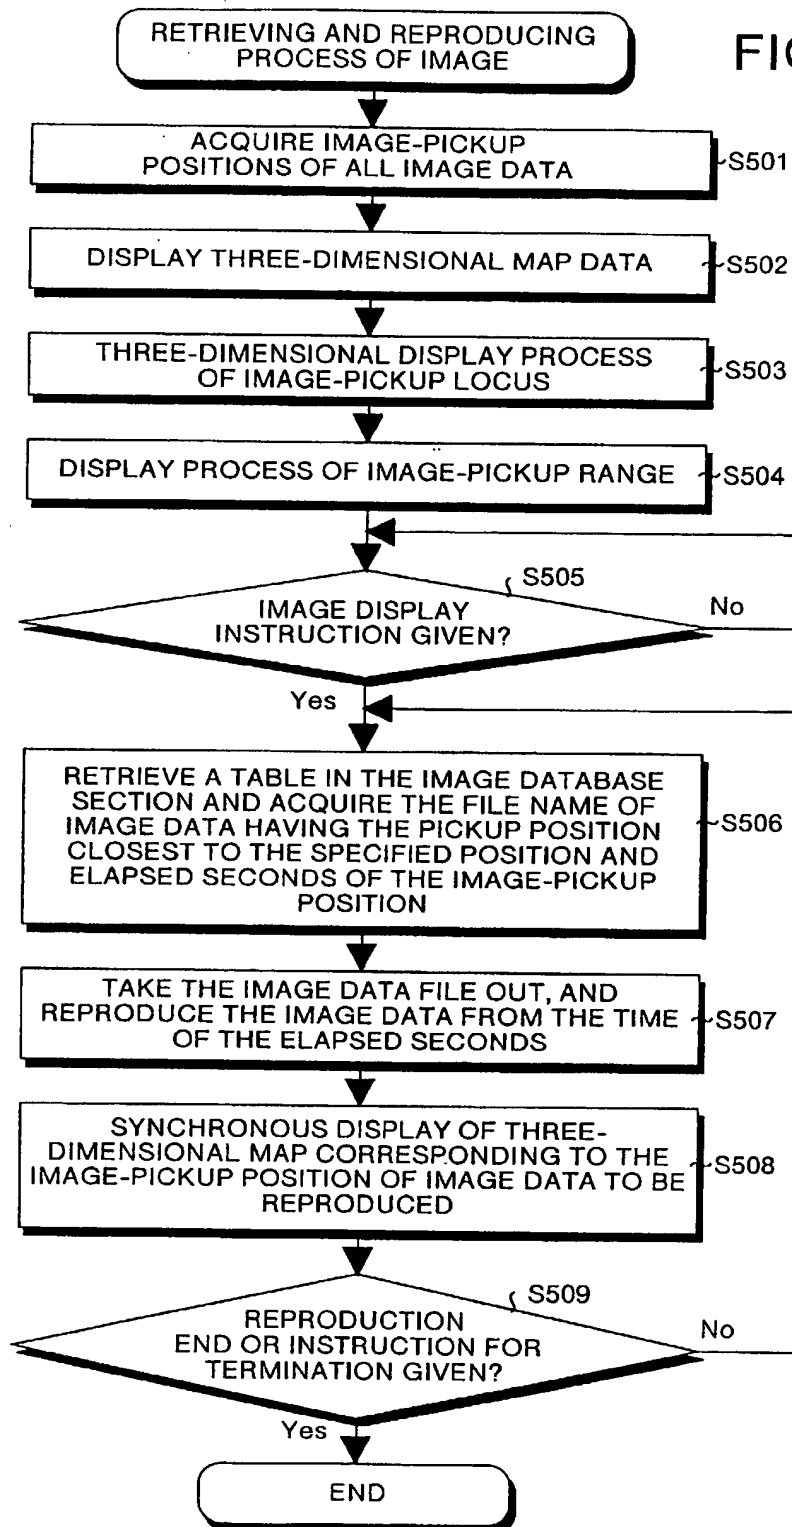 RETRIEVING AND REPRODUCING
PROCESS OF IMAGE
FIG
ACQUIRE IMAGE-PICKUP
POSITIONS OF ALL IMAGE DATA
S501
DISPLAY THREE-DIMENSIONAL MAP DATA
S502
THREE-DIMENSIONAL DISPLAY PROCESS
OF IMAGE-PICKUP LOCUS
S503
DISPLAY PROCESS OF IMAGE-PICKUP RANGE
S504
S505
IMAGE DISPLAY
INSTRUCTION GIVEN?
No
Yes
RETRIEVE A TABLE IN THE IMAGE DATABASE
SECTION AND ACQUIRE THE FILE NAME OF
IMAGE DATA HAVING THE PICKUP POSITION
CLOSEST TO THE SPECIFIED POSITION AND
ELAPSED SECONDS OF THE IMAGE-PICKUP
POSITION
S506
TAKE THE IMAGE DATA FILE OUT, AND
REPRODUCE THE IMAGE DATA FROM THE TIME
OF THE ELAPSED SECONDS
S507
SYNCHRONOUS DISPLAY OF THREE-
DIMENSIONAL MAP CORRESPONDING TO THE
IMAGE-PICKUP POSITION OF IMAGE DATA TO BE
REPRODUCED
S508
S509
REPRODUCTION
END OR INSTRUCTION FOR
TERMINATION GIVEN?
No
Yes
END